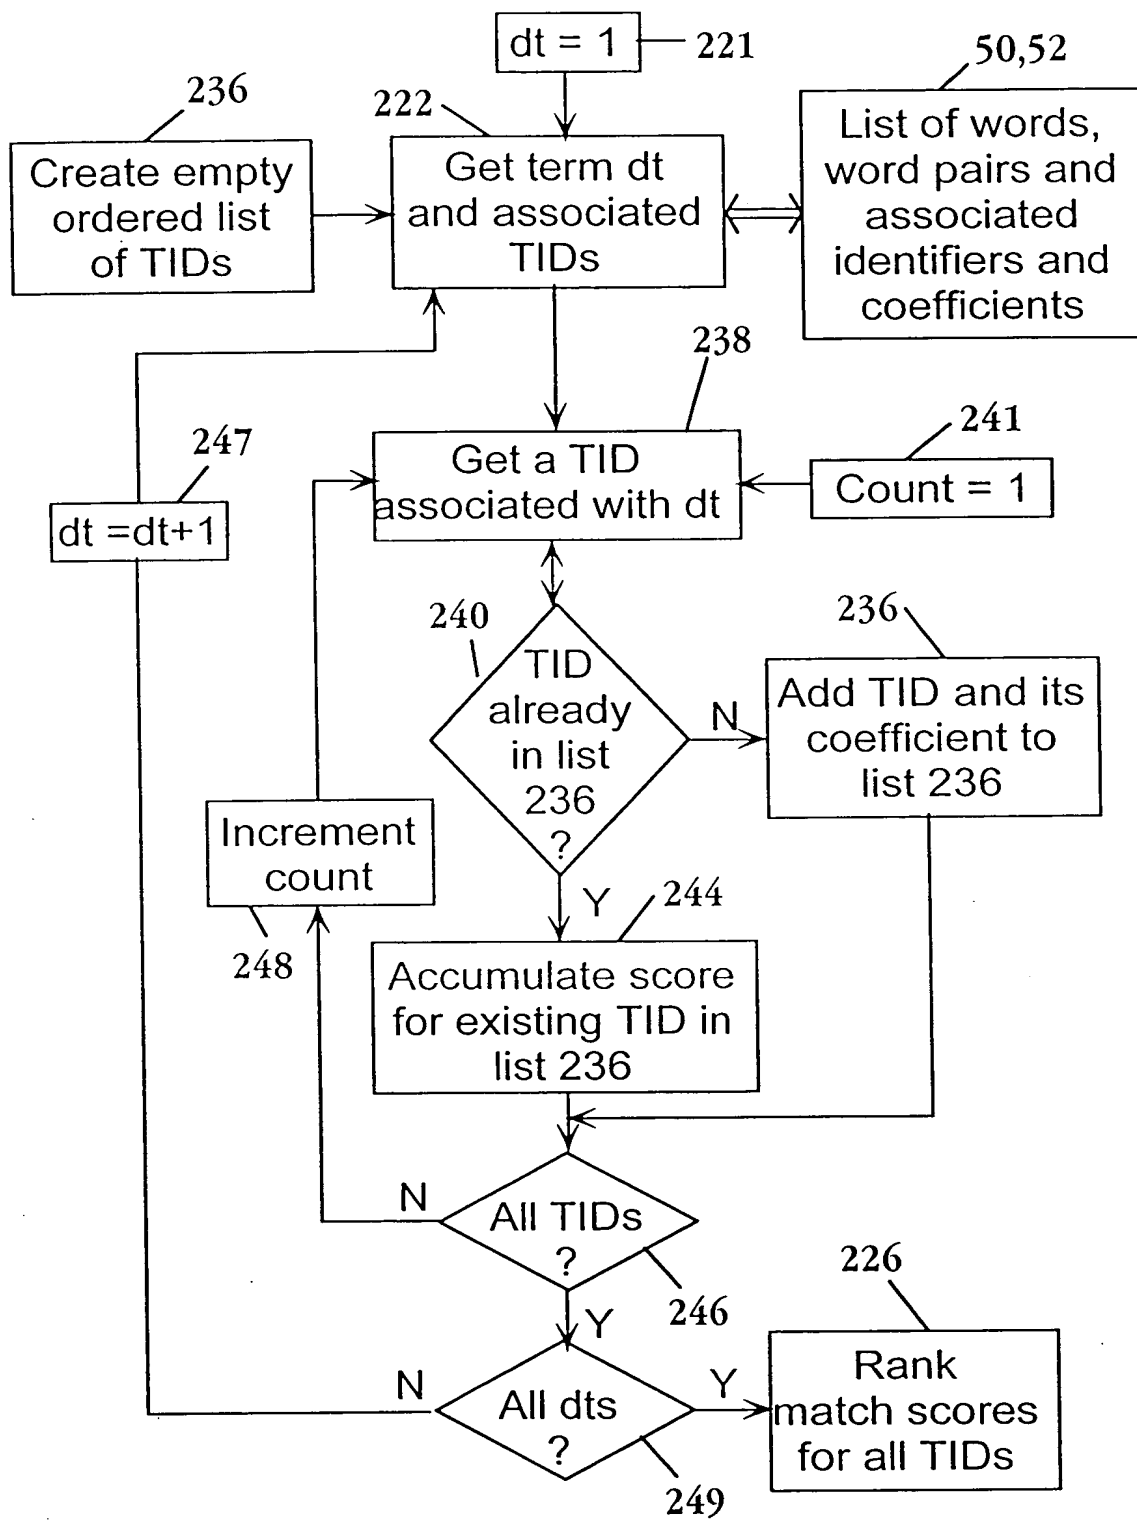 dt = 1
221
50,52
236
222
Create empty
ordered list
of TIDs
Get term dt
and associated
TIDs
List of words,
word pairs and
associated
identifiers and
coefficients
238
247
241
Get a TID
associated with dt
Count = 1
dt =dt+1
240
236
TID
already
in list
236
?
N
Add TID and its
coefficient to
list 236
Increment
count
248
Y
244
Accumulate score
for existing TID in
list 236
N
All TIDs
?
246
Y
226
N
All dts
?
Y
249
Rank
match scores
for all TIDs